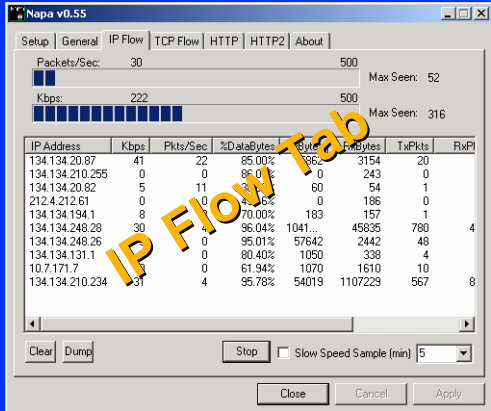 Napa v0.55
Setup General IP Flow TCP Flow HTTP HTTP2 About
Packets/Sec: 30 500
Max Seen: 52
Kbps: 222 500
Max Seen: 316
IP Address Kbps Pkts/Sec %DataBytes
134.134.20.87 41 22 85.00% 3154 20
134.134.210.255 0 0 243 0
134.134.20.82 5 11 60 54 1
212.4.212.61 0 0 0 186 0
134.134.194.1 8 70.00% 183 157 1
134.134.248.28 30 96.04% 1041... 45835 780 4
134.134.248.26 0 95.01% 57642 2442 48
134.134.131.1 0 80.40% 1050 338 4
10.7.171.7 0 61.94% 1070 1610 10
134.134.210.234 31 4 95.78% 54019 1107229 567 8
IP Flow Tab
Clear Dump Stop Slow Speed Sample (min) 5
Close Cancel Apply